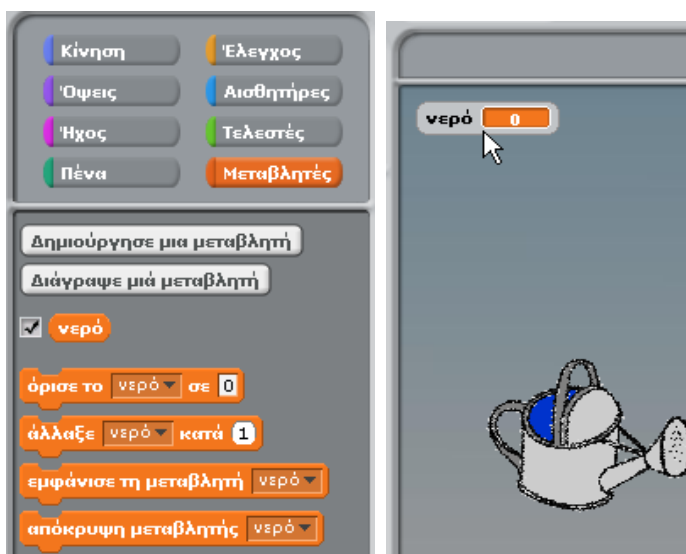 Κίνηση Έλεγχος
Όψεις Αισθητήρες
Ήχος Τελεστές
Πένα Μεταβλητές
Δημιούργησε μια μεταβλητή
Διάγραψε μιά μεταβλητή
νερό
όρισε το νερό σε 0
άλλαξε νερό κατά 1
εμφάνισε τη μεταβλητή νερό
απόκρυψη μεταβλητής νερό
νερό 0